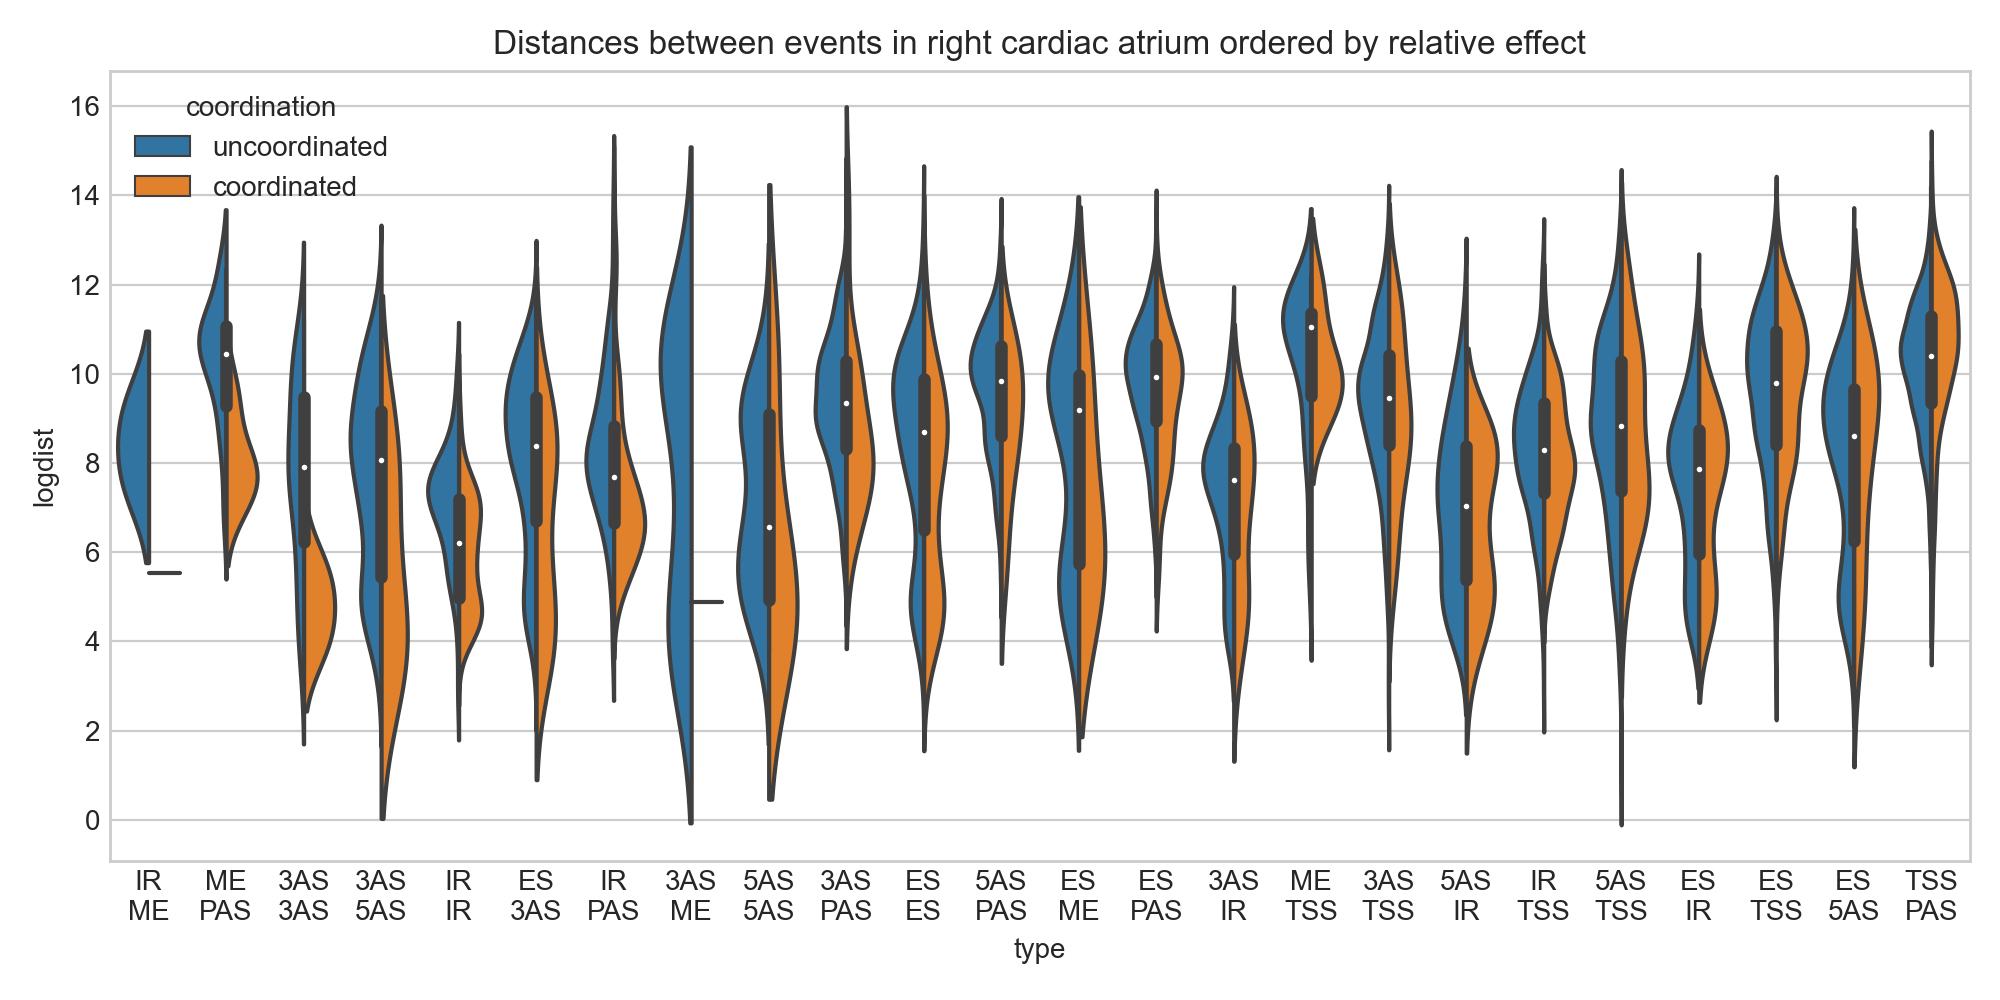 Distances between events in right cardiac atrium ordered by relative effect
coordination
uncoordinated
coordinated
logdist
16
14
12
10
8
6
4
2
0
IR ME 3AS 3AS IR ES IR 3AS 5AS 3AS ES 5AS ES ES 3AS ME 3AS 5AS IR 5AS ES ES ES TSS
ME PAS 3AS 5AS IR 3AS PAS ME 5AS PAS ES PAS ME PAS IR TSS TSS IR TSS TSS IR TSS 5AS PAS
type